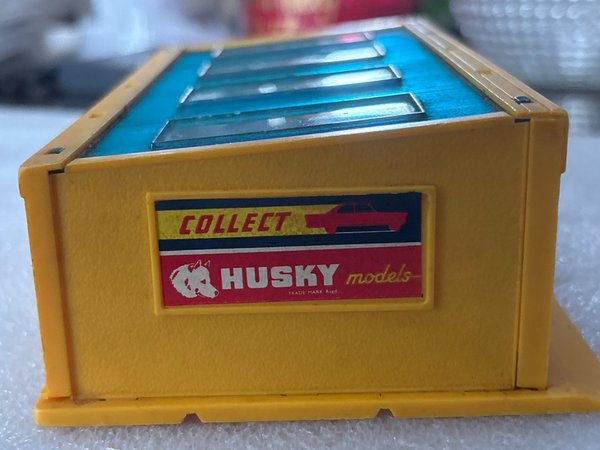 COLLECT
HUSKY models
TRADE MARK Regd.